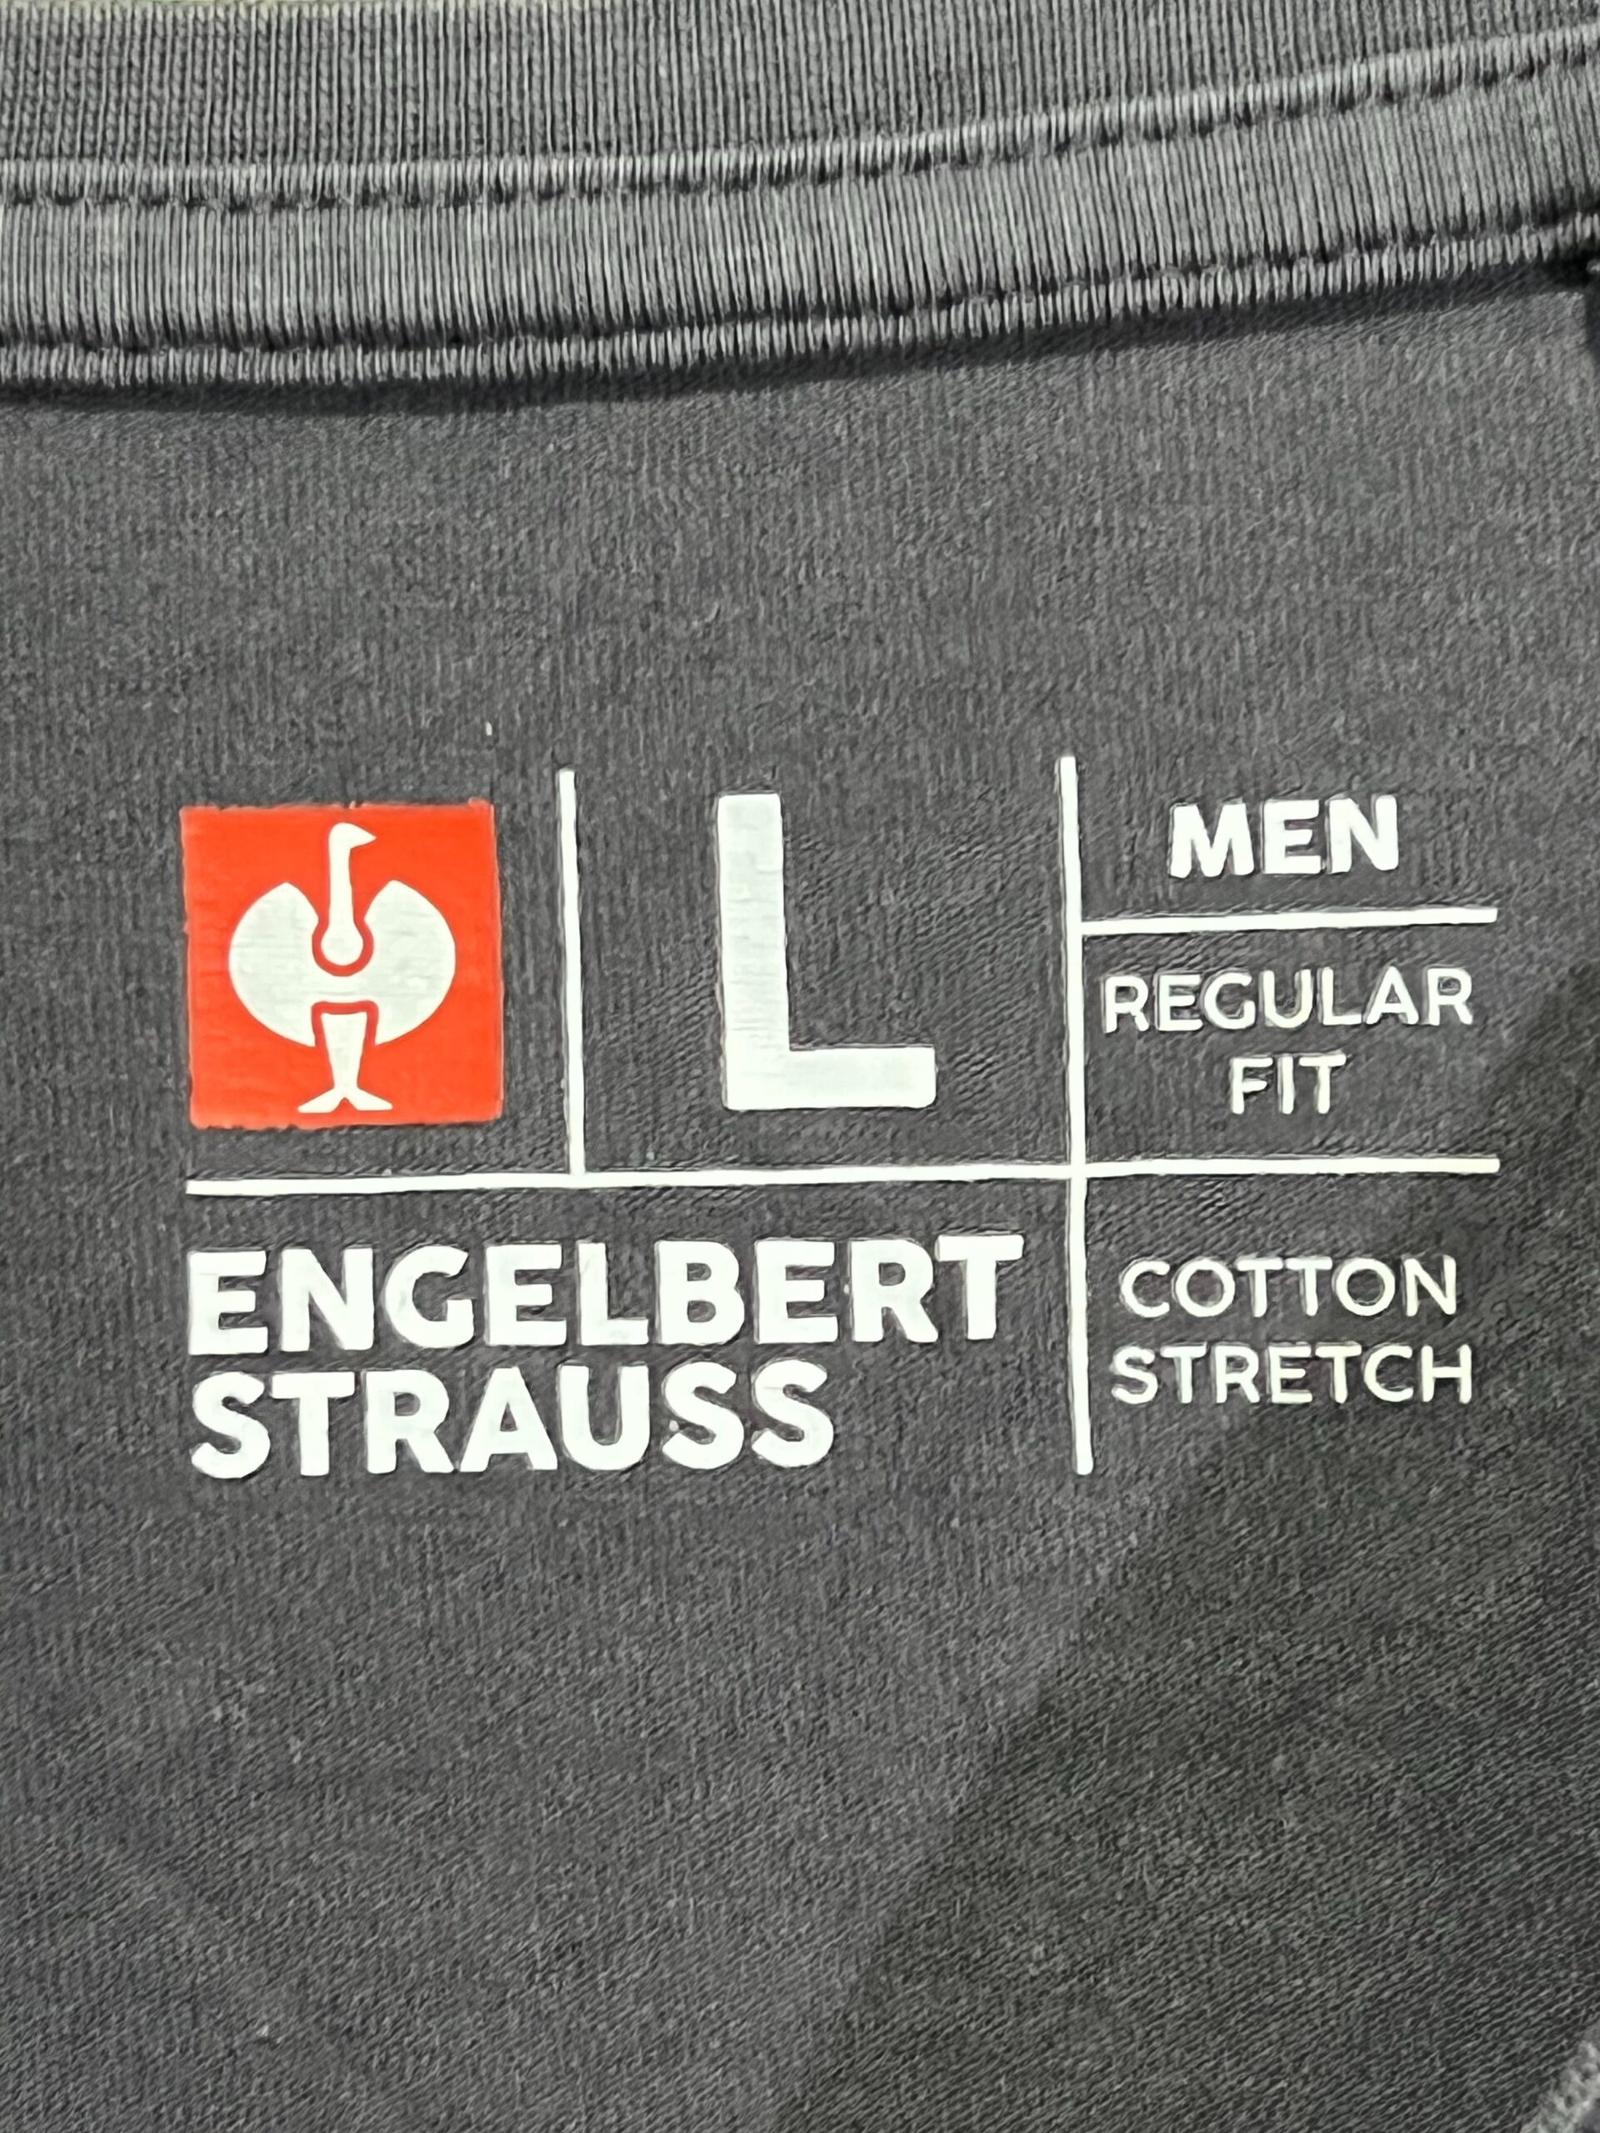 L
MEN
REGULAR
FIT
ENGELBERT
STRAUSS
COTTON
STRETCH